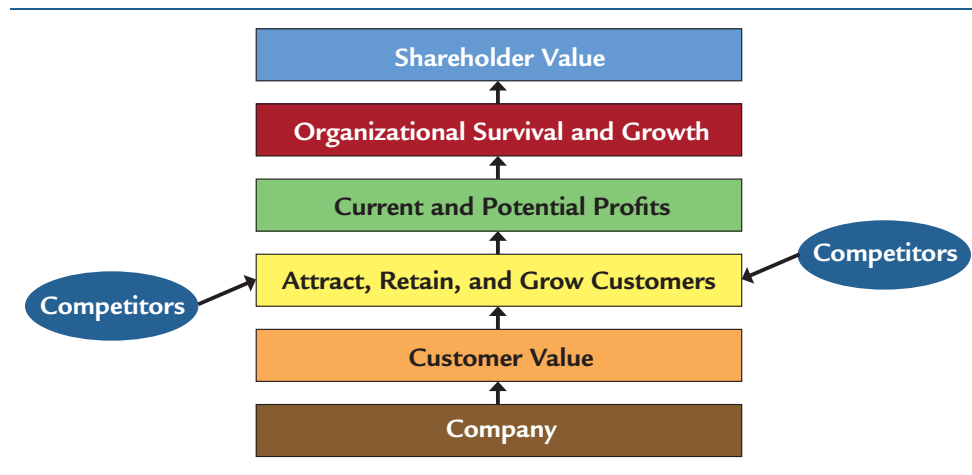 Shareholder Value
Organizational Survival and Growth
Current and Potential Profits
Competitors
Attract, Retain, and Grow Customers
Competitors
Customer Value
Company